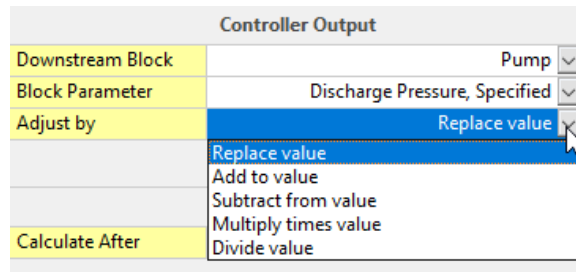 Controller Output
Downstream Block Pump
Block Parameter Discharge Pressure, Specified
Adjust by Replace value
Replace value
Add to value
Subtract from value
Multiply times value
Calculate After Divide value